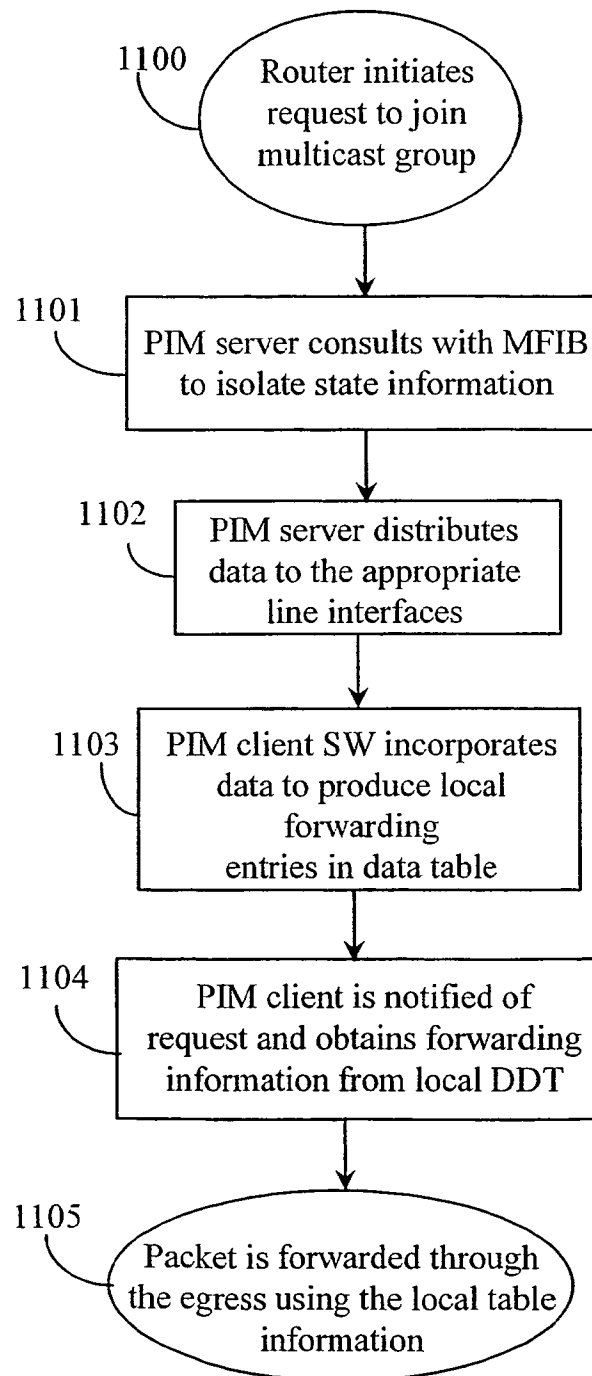 1100
Router initiates
request to join
multicast group
1101
PIM server consults with MFIB
to isolate state information
1102
PIM server distributes
data to the appropriate
line interfaces
1103
PIM client SW incorporates
data to produce local
forwarding
entries in data table
1104
PIM client is notified of
request and obtains forwarding
information from local DDT
1105
Packet is forwarded through
the egress using the local table
information